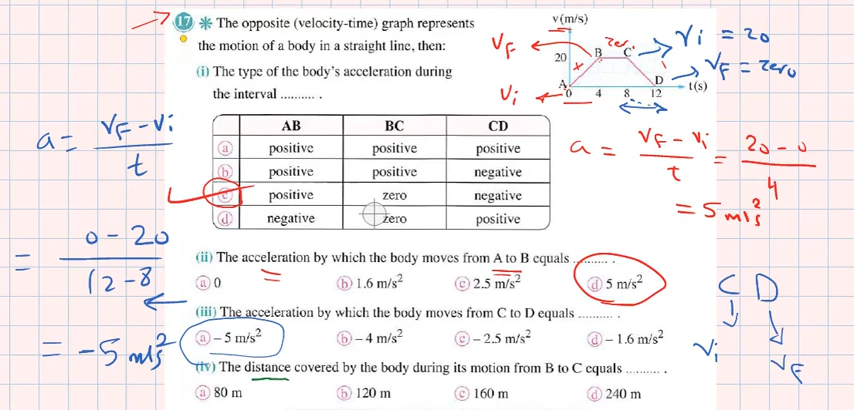 17 * The opposite (velocity-time) graph represents
the motion of a body in a straight line, then:
(i) The type of the body's acceleration during
the interval .......... .
v(m/s)
20
A B C D
0 4 8 12 t(s)
VF
Vi
zero
Vi = 20
VF = zero
AB BC CD
a positive positive positive
b positive positive negative
c positive zero negative
d negative zero positive
a = VF - Vi / t
= 0 - 20 / 12 - 8
= -5 m/s²
a = VF - Vi / t = 20 - 0 / 4
= 5 m/s²
(ii) The acceleration by which the body moves from A to B equals .......... .
a 0 b 1.6 m/s² c 2.5 m/s² d 5 m/s²
(iii) The acceleration by which the body moves from C to D equals .......... .
a – 5 m/s² b – 4 m/s² c – 2.5 m/s² d – 1.6 m/s²
C D
Vi VF
(iv) The distance covered by the body during its motion from B to C equals .......... .
a 80 m b 120 m c 160 m d 240 m